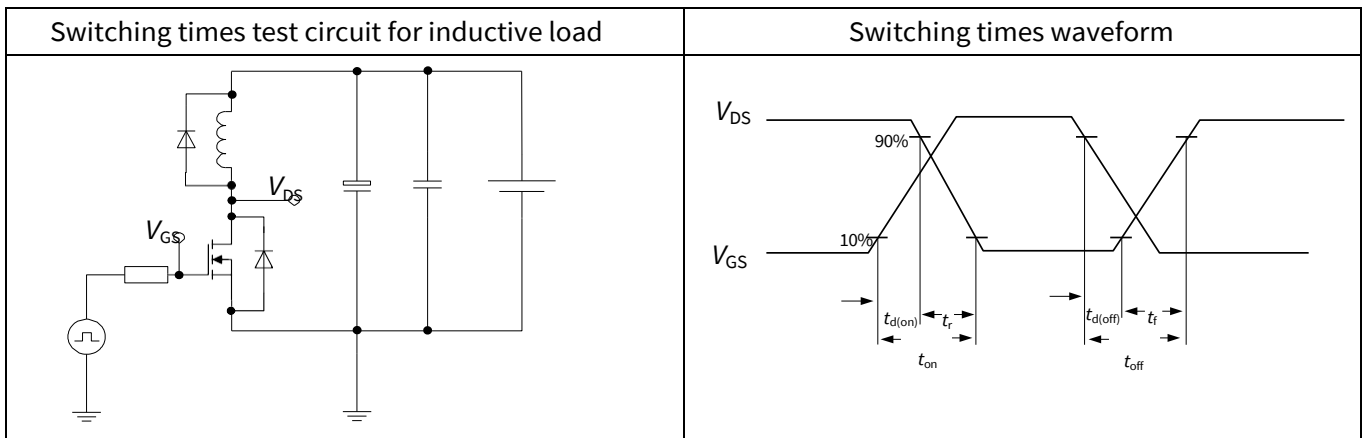 Switching times test circuit for inductive load
Switching times waveform
VDS
VGS
VDS
90%
10%
VGS
td(on)
tr
td(off)
tf
ton
toff